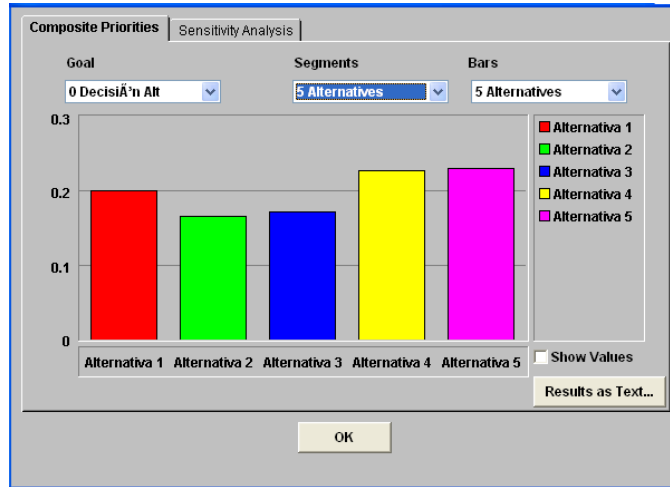 Composite Priorities Sensitivity Analysis
Goal Segments Bars
0 DecisiÄ³n Alt 5 Alternatives 5 Alternatives
0.3
0.2
0.1
0
Alternativa 1
Alternativa 2
Alternativa 3
Alternativa 4
Alternativa 5
Alternativa 1 Alternativa 2 Alternativa 3 Alternativa 4 Alternativa 5
Show Values
Results as Text...
OK